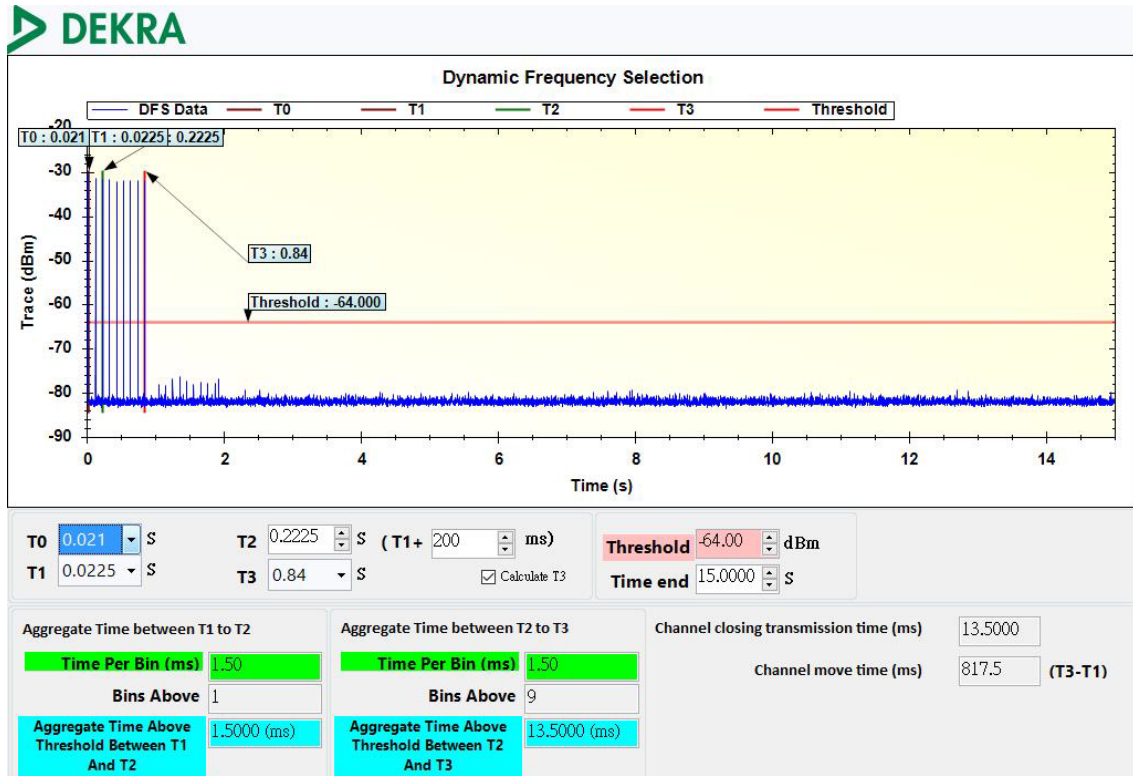 DEKRA
Dynamic Frequency Selection
DFS Data T0 T1 T2 T3 Threshold
-20
T0 : 0.021 T1 : 0.0225 : 0.2225
-30
-40
T3 : 0.84
-50
Threshold : -64.000
-60
-70
-80
-90
Trace (dBm)
0 2 4 6 8 10 12 14
Time (s)
T0 0.021 S T2 0.2225 S ( T1+ 200 ms) Threshold -64.00 dBm
T1 0.0225 S T3 0.84 S Calculate T3 Time end 15.0000 S
Aggregate Time between T1 to T2
Time Per Bin (ms) 1.50
Bins Above 1
Aggregate Time Above Threshold Between T1 And T2 1.5000 (ms)
Aggregate Time between T2 to T3
Time Per Bin (ms) 1.50
Bins Above 9
Aggregate Time Above Threshold Between T2 And T3 13.5000 (ms)
Channel closing transmission time (ms) 13.5000
Channel move time (ms) 817.5 (T3-T1)